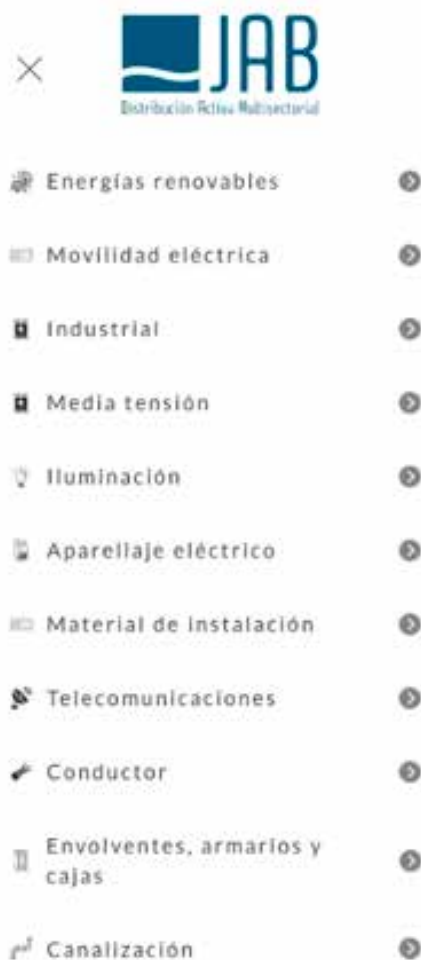 JAB
Distribución Activa Multisectorial
Energías renovables
Movilidad eléctrica
Industrial
Media tensión
Iluminación
Aparellaje eléctrico
Material de instalación
Telecomunicaciones
Conductor
Envolventes, armarios y
cajas
Canalización